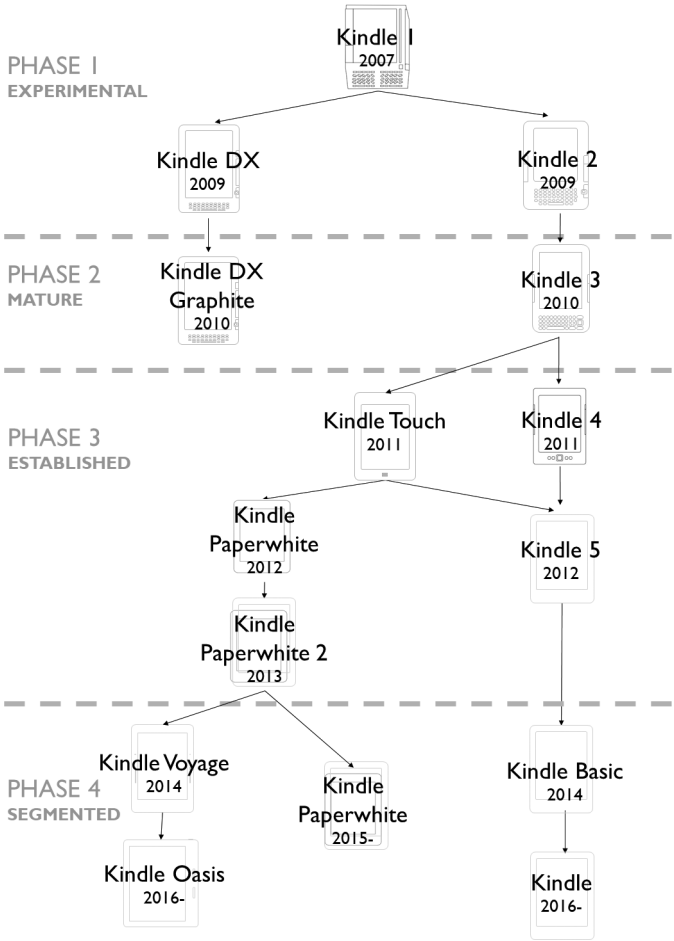 Kindle 1
2007
PHASE 1
EXPERIMENTAL
Kindle DX
2009
Kindle 2
2009
PHASE 2
MATURE
Kindle DX
Graphite
2010
Kindle 3
2010
PHASE 3
ESTABLISHED
Kindle Touch
2011
Kindle 4
2011
Kindle
Paperwhite
2012
Kindle 5
2012
Kindle
Paperwhite 2
2013
PHASE 4
SEGMENTED
Kindle Voyage
2014
Kindle
Paperwhite
2015-
Kindle Basic
2014
Kindle Oasis
2016-
Kindle
2016-